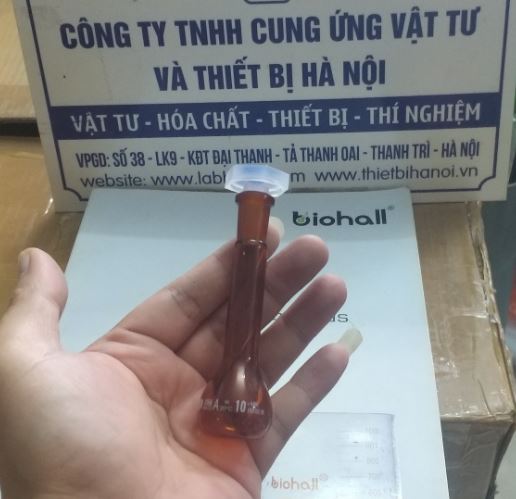 CÔNG TY TNHH CUNG ỨNG VẬT TƯ
VÀ THIẾT BỊ HÀ NỘI
VẬT TƯ - HÓA CHẤT - THIẾT BỊ - THÍ NGHIỆM
VPGD: SỐ 38 - LK9 - KĐT ĐẠI THANH - TẢ THANH OAI - THANH TRÌ - HÀ NỘI
website: www.labh m www.thietbihanoi.vn
biohall®
A 10
biohall